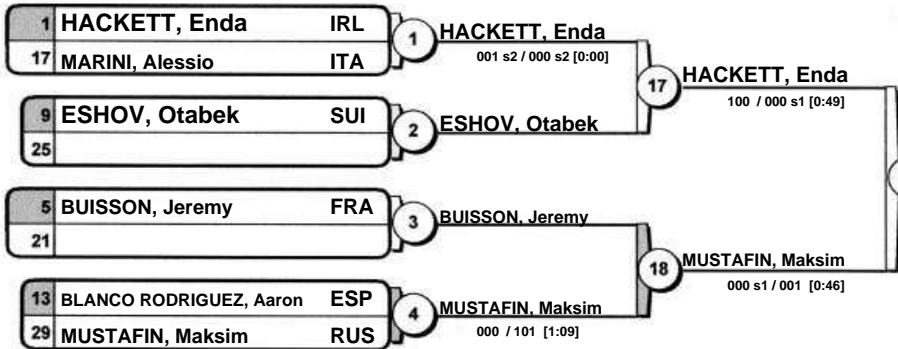 1 HACKETT, Enda IRL
17 MARINI, Alessio ITA
1
HACKETT, Enda
001 s2 / 000 s2 [0:00]
17
HACKETT, Enda
100 / 000 s1 [0:49]
9 ESHOV, Otabek SUI
25
2
ESHOV, Otabek
5 BUISSON, Jeremy FRA
21
3
BUISSON, Jeremy
18
MUSTAFIN, Maksim
000 s1 / 001 [0:46]
13 BLANCO RODRIGUEZ, Aaron ESP
29 MUSTAFIN, Maksim RUS
4
MUSTAFIN, Maksim
000 / 101 [1:09]